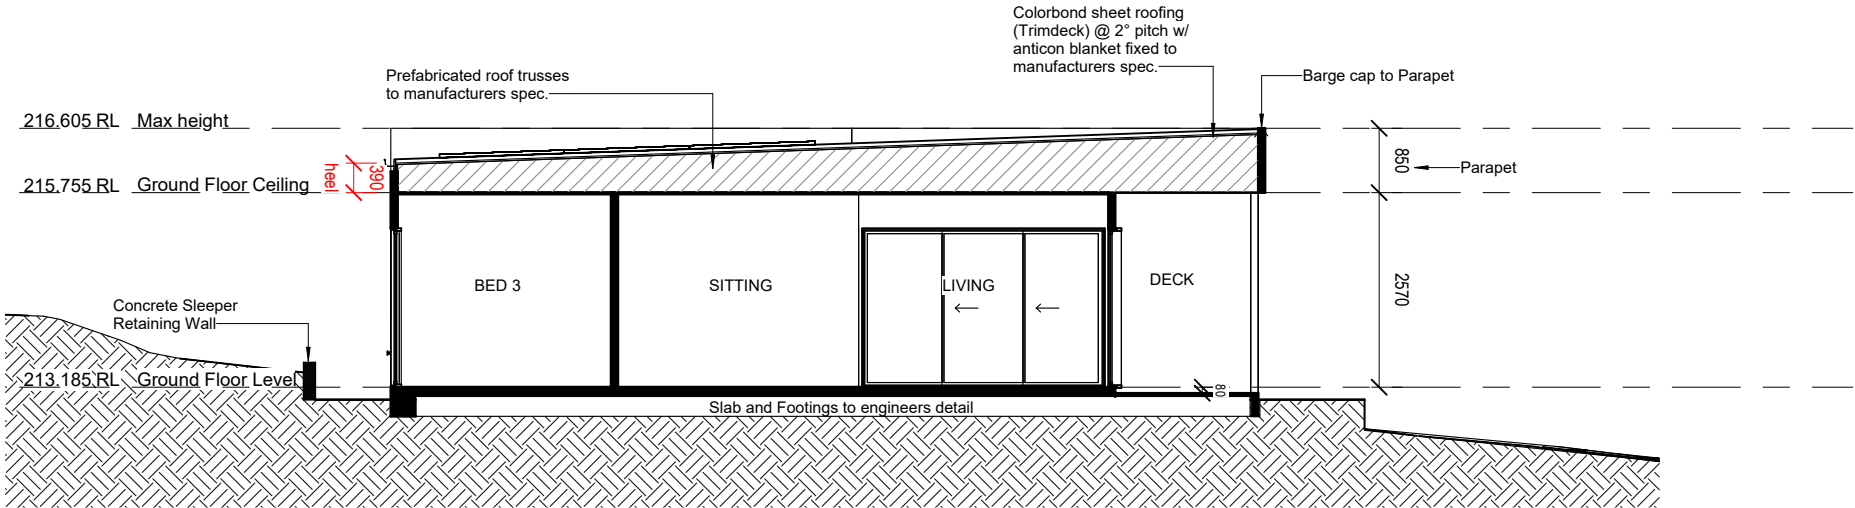 Colorbond sheet roofing
(Trimdeck) @ 2° pitch w/
anticon blanket fixed to
manufacturers spec.
Prefabricated roof trusses
to manufacturers spec.
Barge cap to Parapet
216.605 RL Max height
850
Parapet
390
heel
215.755 RL Ground Floor Ceiling
BED 3
SITTING
LIVING
DECK
2570
Concrete Sleeper
Retaining Wall
213.185 RL Ground Floor Level
80
Slab and Footings to engineers detail